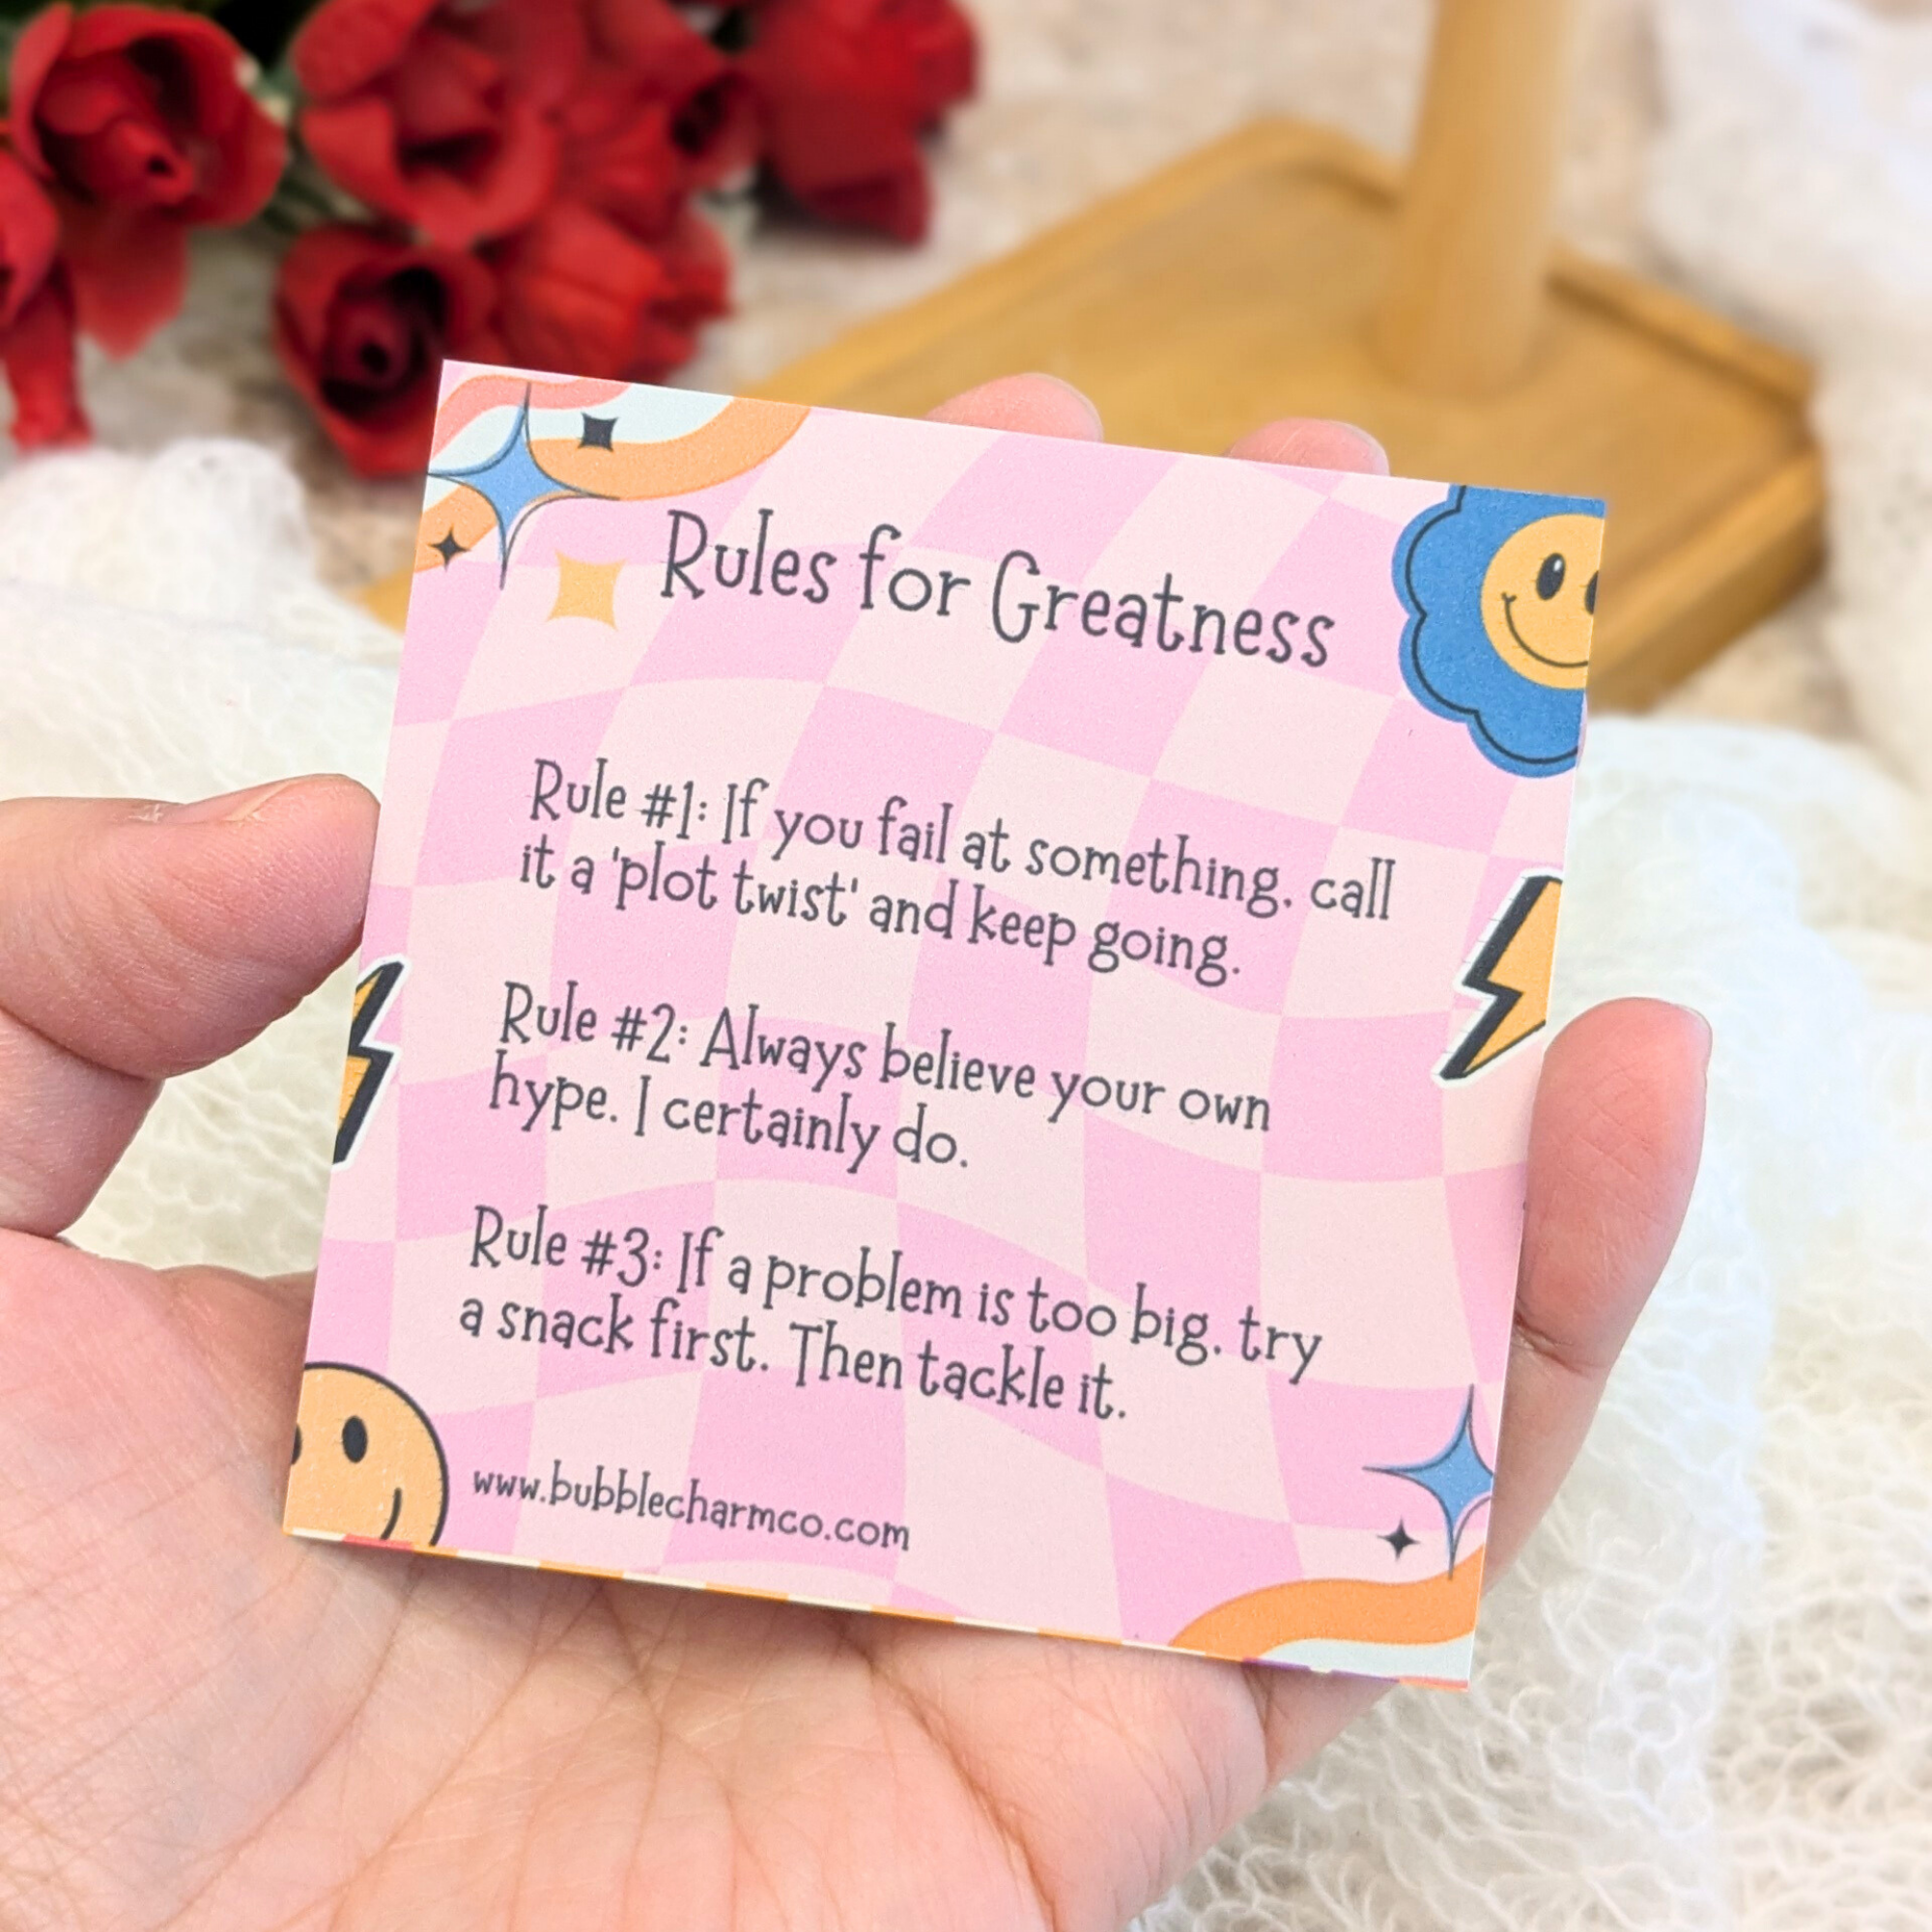 Rules for Greatness
Rule #1: If you fail at something, call
it a 'plot twist' and keep going.
Rule #2: Always believe your own
hype. I certainly do.
Rule #3: If a problem is too big, try
a snack first. Then tackle it.
www.bubblecharmco.com